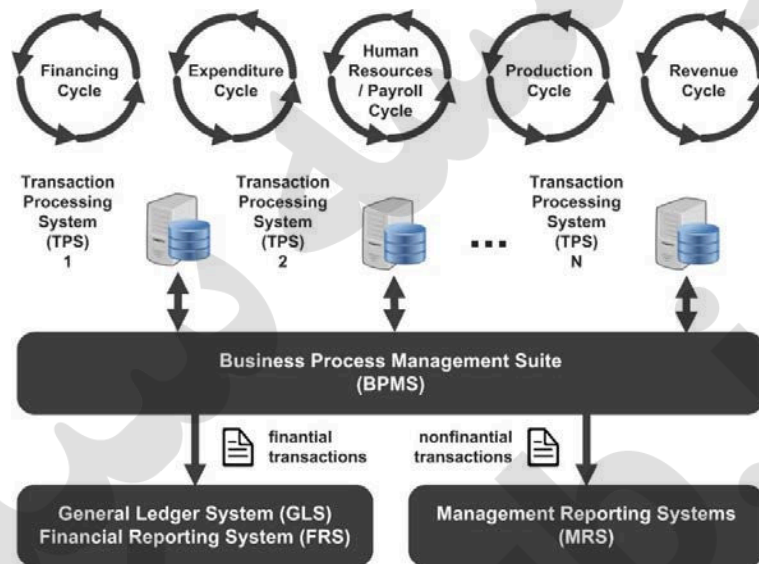 Financing
Cycle
Expenditure
Cycle
Human
Resources
/ Payroll
Cycle
Production
Cycle
Revenue
Cycle
Transaction
Processing
System
(TPS)
1
Transaction
Processing
System
(TPS)
2
...
Transaction
Processing
System
(TPS)
N
Business Process Management Suite
(BPMS)
finantial
transactions
nonfinantial
transactions
General Ledger System (GLS)
Financial Reporting System (FRS)
Management Reporting Systems
(MRS)